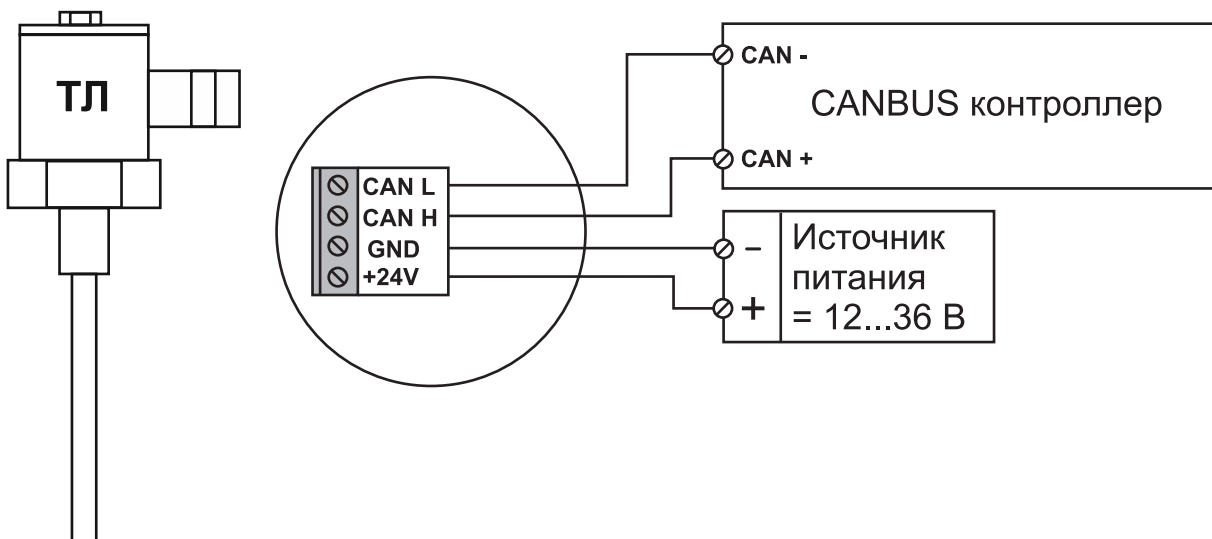 ТЛ
CAN L
CAN H
GND
+24V
CAN -
CANBUS контроллер
CAN +
– Источник
питания
+ = 12...36 В